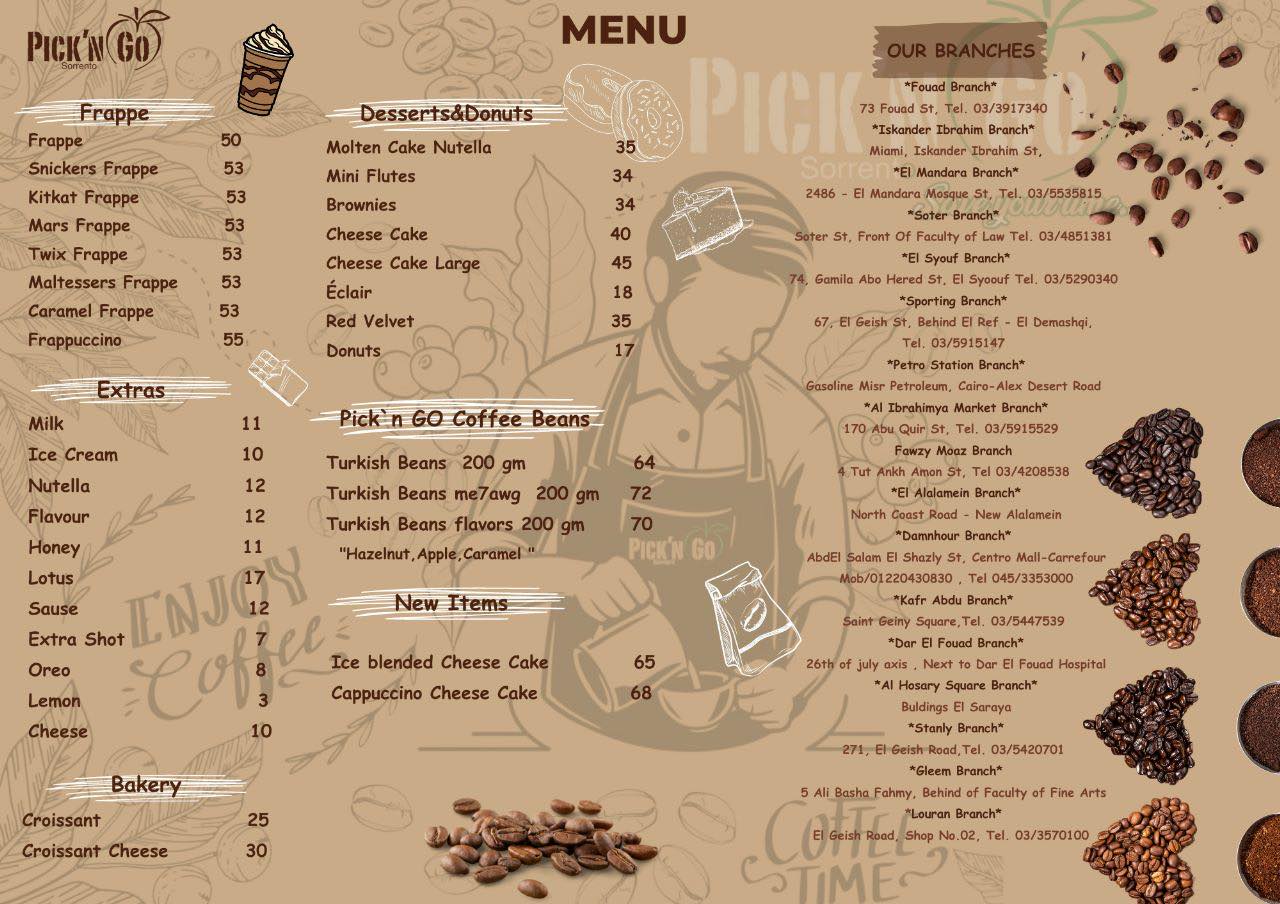 PICK'N GO
Sorrento
MENU
Frappe
Frappe 50
Snickers Frappe 53
Kitkat Frappe 53
Mars Frappe 53
Twix Frappe 53
Maltessers Frappe 53
Caramel Frappe 53
Frappuccino 55
Extras
Milk 11
Ice Cream 10
Nutella 12
Flavour 12
Honey 11
Lotus 17
Sause 12
Extra Shot 7
Oreo 8
Lemon 3
Cheese 10
Bakery
Croissant 25
Croissant Cheese 30
ENJOY
Coffee
Desserts&Donuts
Molten Cake Nutella 35
Mini Flutes 34
Brownies 34
Cheese Cake 40
Cheese Cake Large 45
Éclair 18
Red Velvet 35
Donuts 17
Pick`n GO Coffee Beans
Turkish Beans 200 gm 64
Turkish Beans me7awg 200 gm 72
Turkish Beans flavors 200 gm 70
"Hazelnut,Apple,Caramel "
New Items
Ice blended Cheese Cake 65
Cappuccino Cheese Cake 68
PICK'N GO
PICK'N GO
Sorrento
OUR BRANCHES
*Fouad Branch*
73 Fouad St, Tel. 03/3917340
*Iskander Ibrahim Branch*
Miami, Iskander Ibrahim St,
*El Mandara Branch*
2486 - El Mandara Mosque St, Tel. 03/5535815
*Soter Branch*
Soter St, Front Of Faculty of Law Tel. 03/4851381
*El Syouf Branch*
74, Gamila Abo Hered St, El Syoouf Tel. 03/5290340
*Sporting Branch*
67, El Geish St, Behind El Ref - El Demashqi,
Tel. 03/5915147
*Petro Station Branch*
Gasoline Misr Petroleum, Cairo-Alex Desert Road
*Al Ibrahimya Market Branch*
170 Abu Quir St, Tel. 03/5915529
Fawzy Moaz Branch
4 Tut Ankh Amon St, Tel 03/4208538
*El Alalamein Branch*
North Coast Road - New Alalamein
*Damnhour Branch*
AbdEl Salam El Shazly St, Centro Mall-Carrefour
Mob/01220430830 , Tel 045/3353000
*Kafr Abdu Branch*
Saint Geiny Square,Tel. 03/5447539
*Dar El Fouad Branch*
26th of july axis , Next to Dar El Fouad Hospital
*Al Hosary Square Branch*
Buldings El Saraya
*Stanly Branch*
271, El Geish Road,Tel. 03/5420701
*Gleem Branch*
5 Ali Basha Fahmy, Behind of Faculty of Fine Arts
*Louran Branch*
El Geish Road, Shop No.02, Tel. 03/3570100
COFFEE
TIME